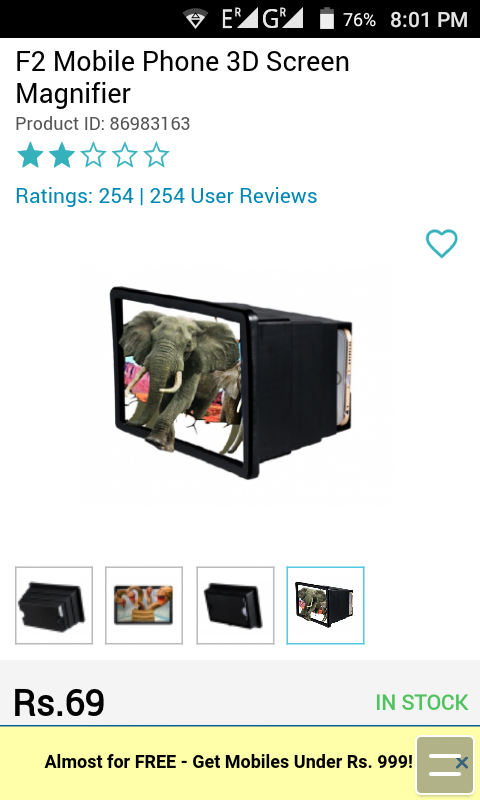 E R G R 76% 8:01 PM
F2 Mobile Phone 3D Screen
Magnifier
Product ID: 86983163
Ratings: 254 | 254 User Reviews
Rs.69
IN STOCK
Almost for FREE - Get Mobiles Under Rs. 999!